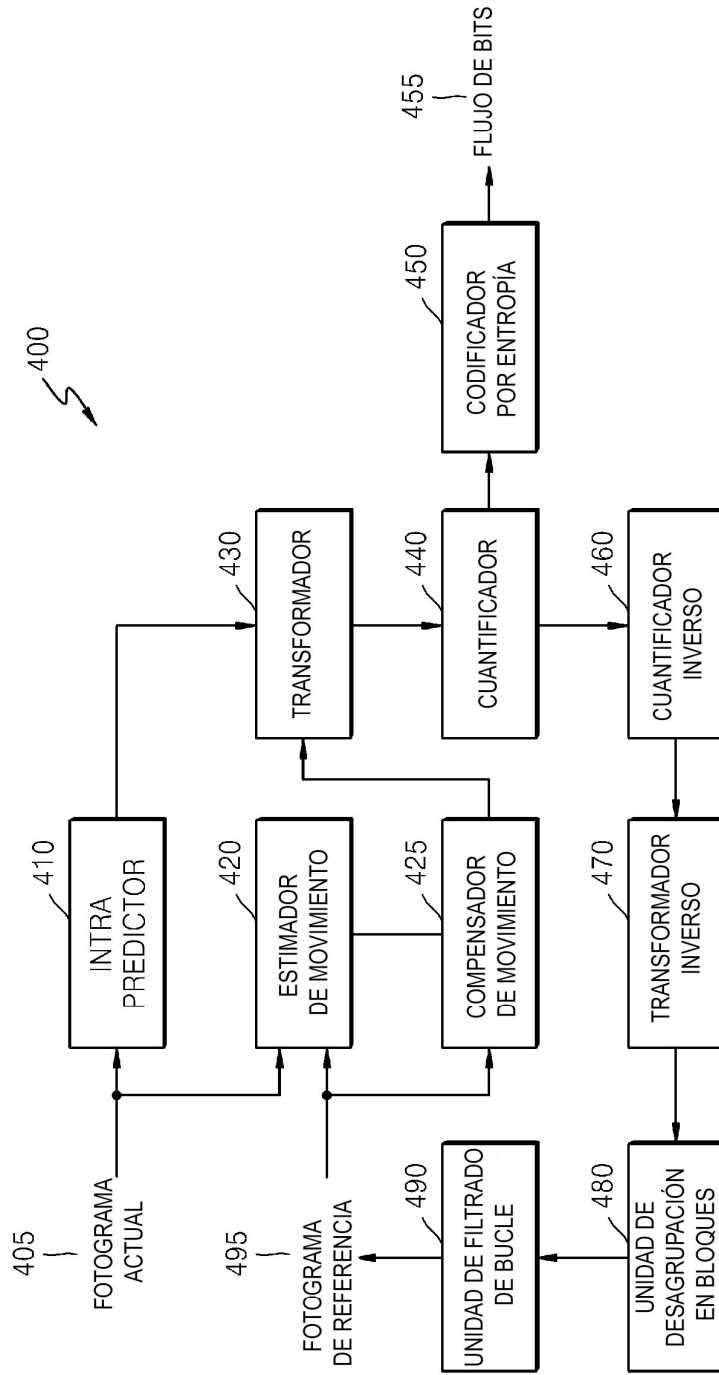 400
405
FOTOGRAMA
ACTUAL
410
INTRA
PREDICTOR
495
FOTOGRAMA
DE REFERENCIA
420
ESTIMADOR
DE MOVIMIENTO
425
COMPENSADOR
DE MOVIMIENTO
430
TRANSFORMADOR
440
CUANTIFICADOR
450
CODIFICADOR
POR ENTROPÍA
455
FLUJO DE BITS
460
CUANTIFICADOR
INVERSO
470
TRANSFORMADOR
INVERSO
480
UNIDAD DE
DESAGRUPACIÓN
EN BLOQUES
490
UNIDAD DE FILTRADO
DE BUCLE